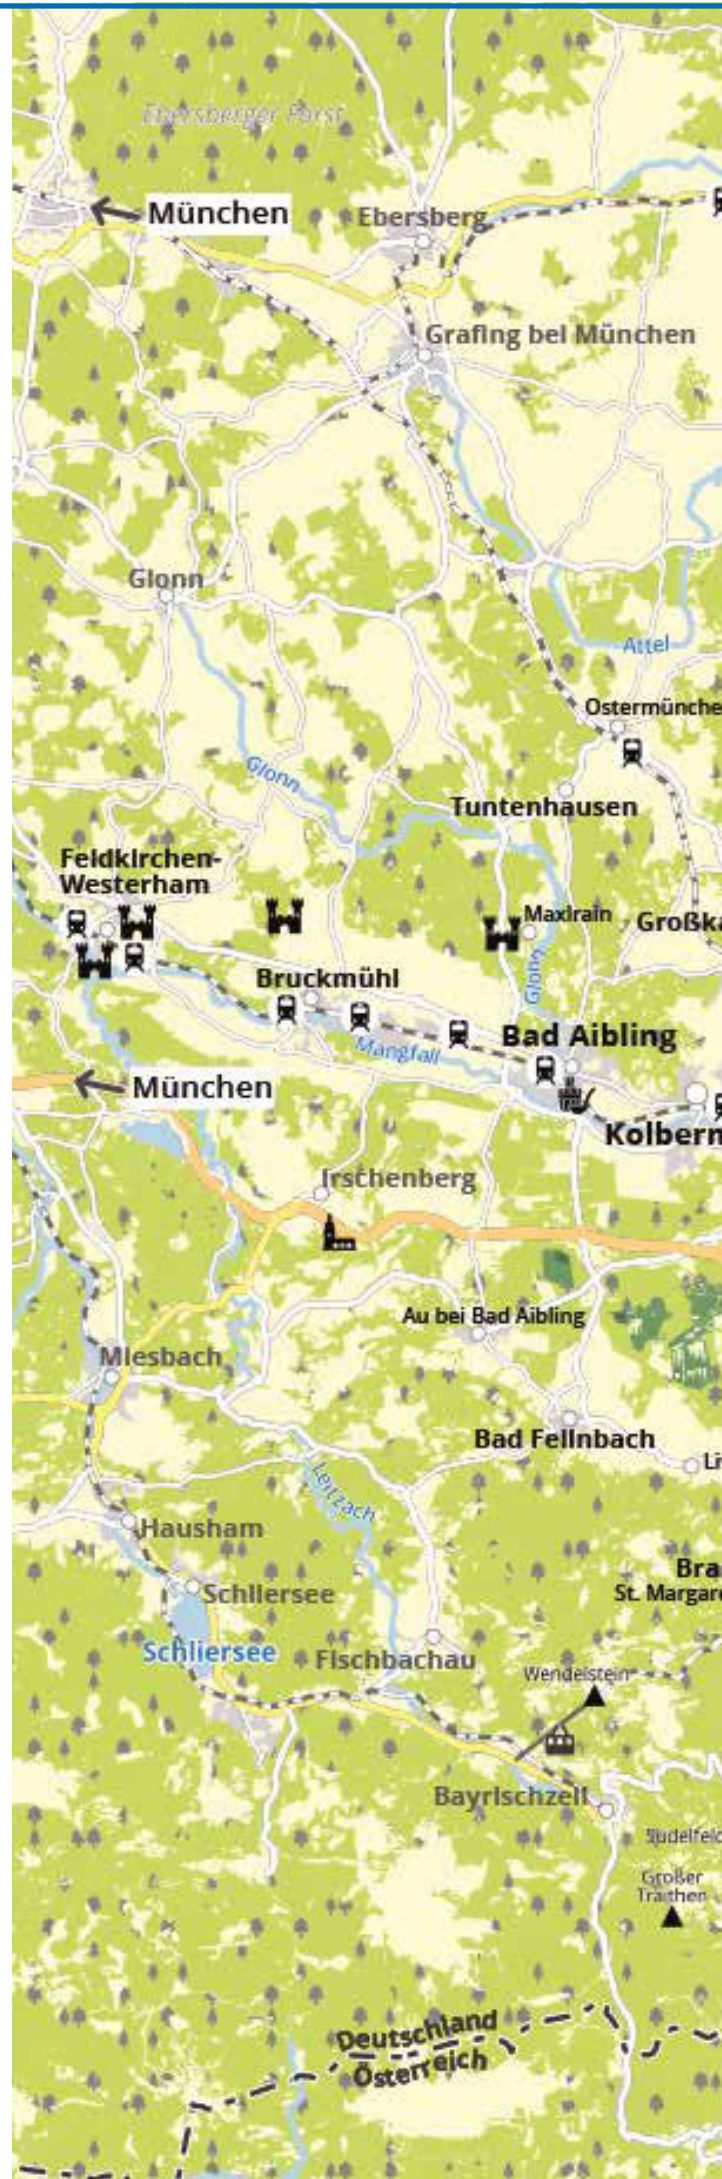 Ebersberger Forst
München
Ebersberg
Grafing bei München
Glonn
Attel
Ostermünche
Glonn
Tuntenhausen
Feldkirchen-
Westerham
Maxlrain
Großka
Glonn
Bruckmühl
Bad Aibling
Mangfall
München
Kolberm
Irschenberg
Au bei Bad Aibling
Miesbach
Bad Feilnbach
Li
Leitzach
Hausham
Bra
St. Margare
Schliersee
Schliersee
Fischbachau
Wendelstein
Bayrischzell
Sudelfeld
Großer
Traithen
Deutschland
Österreich